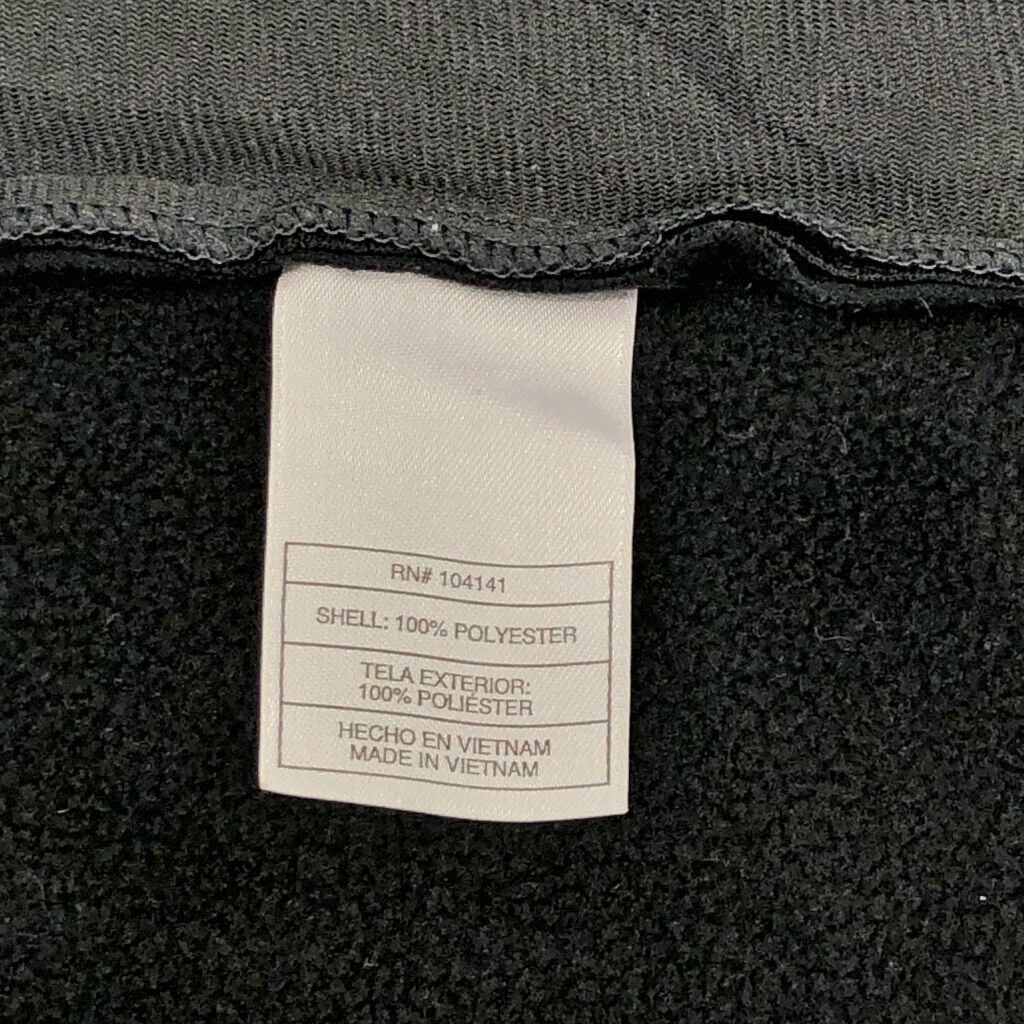 RN# 104141
SHELL: 100% POLYESTER
TELA EXTERIOR:
100% POLIÉSTER
HECHO EN VIETNAM
MADE IN VIETNAM